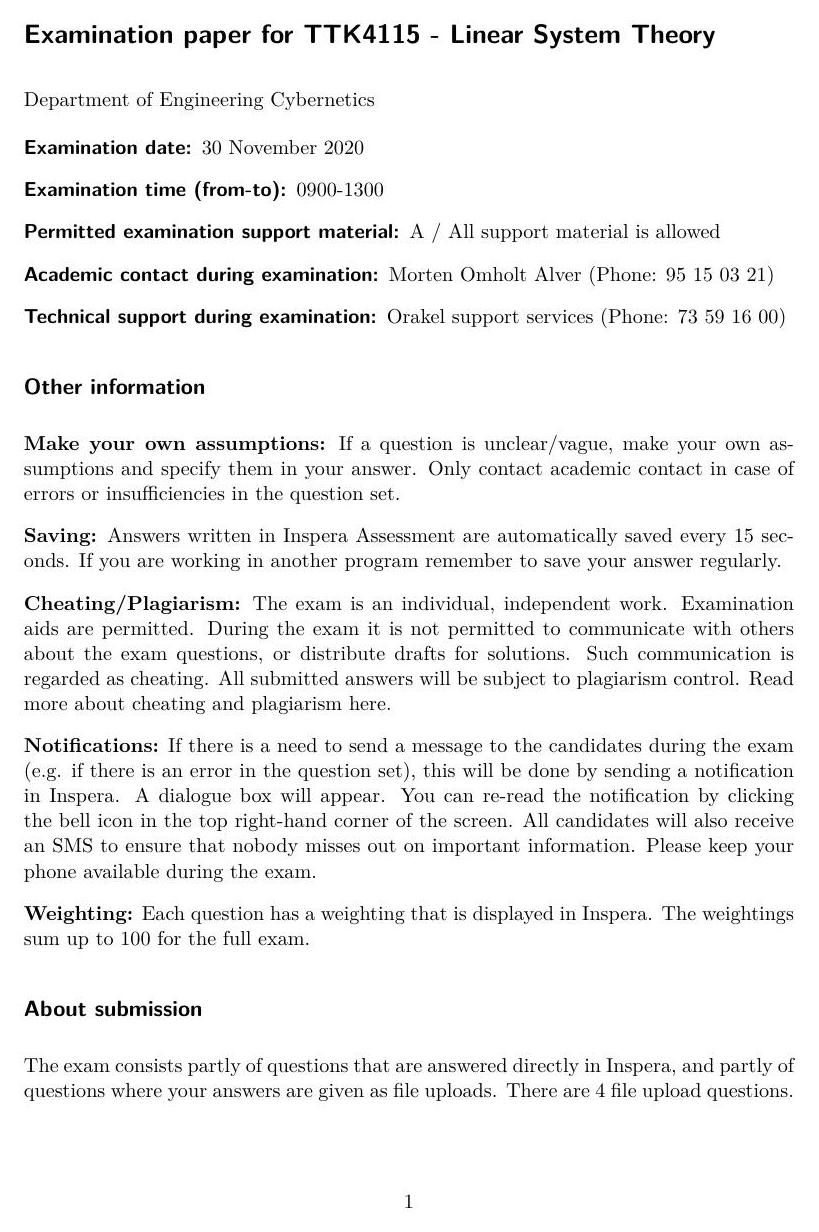 Examination paper for TTK4115 - Linear System Theory
Department of Engineering Cybernetics
Examination date: 30 November 2020
Examination time (from-to): 0900-1300
Permitted examination support material: A / All support material is allowed
Academic contact during examination: Morten Omholt Alver (Phone: 95 15 03 21)
Technical support during examination: Orakel support services (Phone: 73 59 16 00)
Other information
Make your own assumptions: If a question is unclear/vague, make your own as-
sumptions and specify them in your answer. Only contact academic contact in case of
errors or insufficiencies in the question set.
Saving: Answers written in Inspera Assessment are automatically saved every 15 sec-
onds. If you are working in another program remember to save your answer regularly.
Cheating/Plagiarism: The exam is an individual, independent work. Examination
aids are permitted. During the exam it is not permitted to communicate with others
about the exam questions, or distribute drafts for solutions. Such communication is
regarded as cheating. All submitted answers will be subject to plagiarism control. Read
more about cheating and plagiarism here.
Notifications: If there is a need to send a message to the candidates during the exam
(e.g. if there is an error in the question set), this will be done by sending a notification
in Inspera. A dialogue box will appear. You can re-read the notification by clicking
the bell icon in the top right-hand corner of the screen. All candidates will also receive
an SMS to ensure that nobody misses out on important information. Please keep your
phone available during the exam.
Weighting: Each question has a weighting that is displayed in Inspera. The weightings
sum up to 100 for the full exam.
About submission
The exam consists partly of questions that are answered directly in Inspera, and partly of
questions where your answers are given as file uploads. There are 4 file upload questions.
1